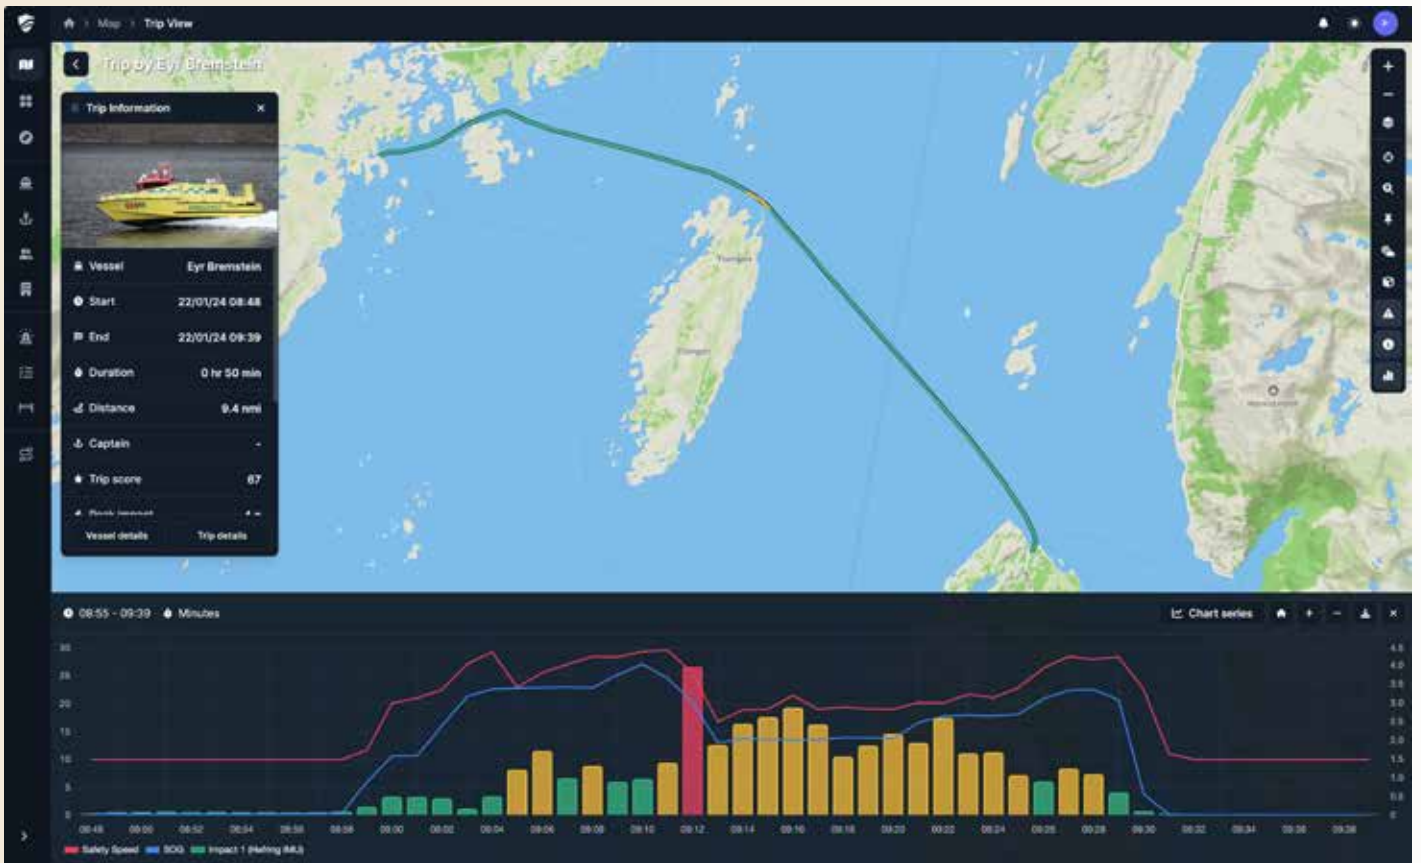 Map
Trip View
Trip by Eyr Bremstein
Trip Information
Vessel Eyr Bremstein
Start 22/01/24 08:48
End 22/01/24 09:39
Duration 0 hr 50 min
Distance 9.4 nmi
Captain -
Trip score 67
Vessel details Trip details
08:55 - 09:39 Minutes
Chart series
30 4.5
25 4.0
20 3.5
15 3.0
10 2.5
5 2.0
0 1.5
1.0
0.5
0
08:52 08:54 08:56 08:58 09:00 09:02 09:04 09:06 09:08 09:10 09:12 09:14 09:16 09:18 09:20 09:22 09:24 09:26 09:28 09:30 09:32 09:34 09:36 09:38
Safety Speed SOG Impact 1 (Hefring IMU)